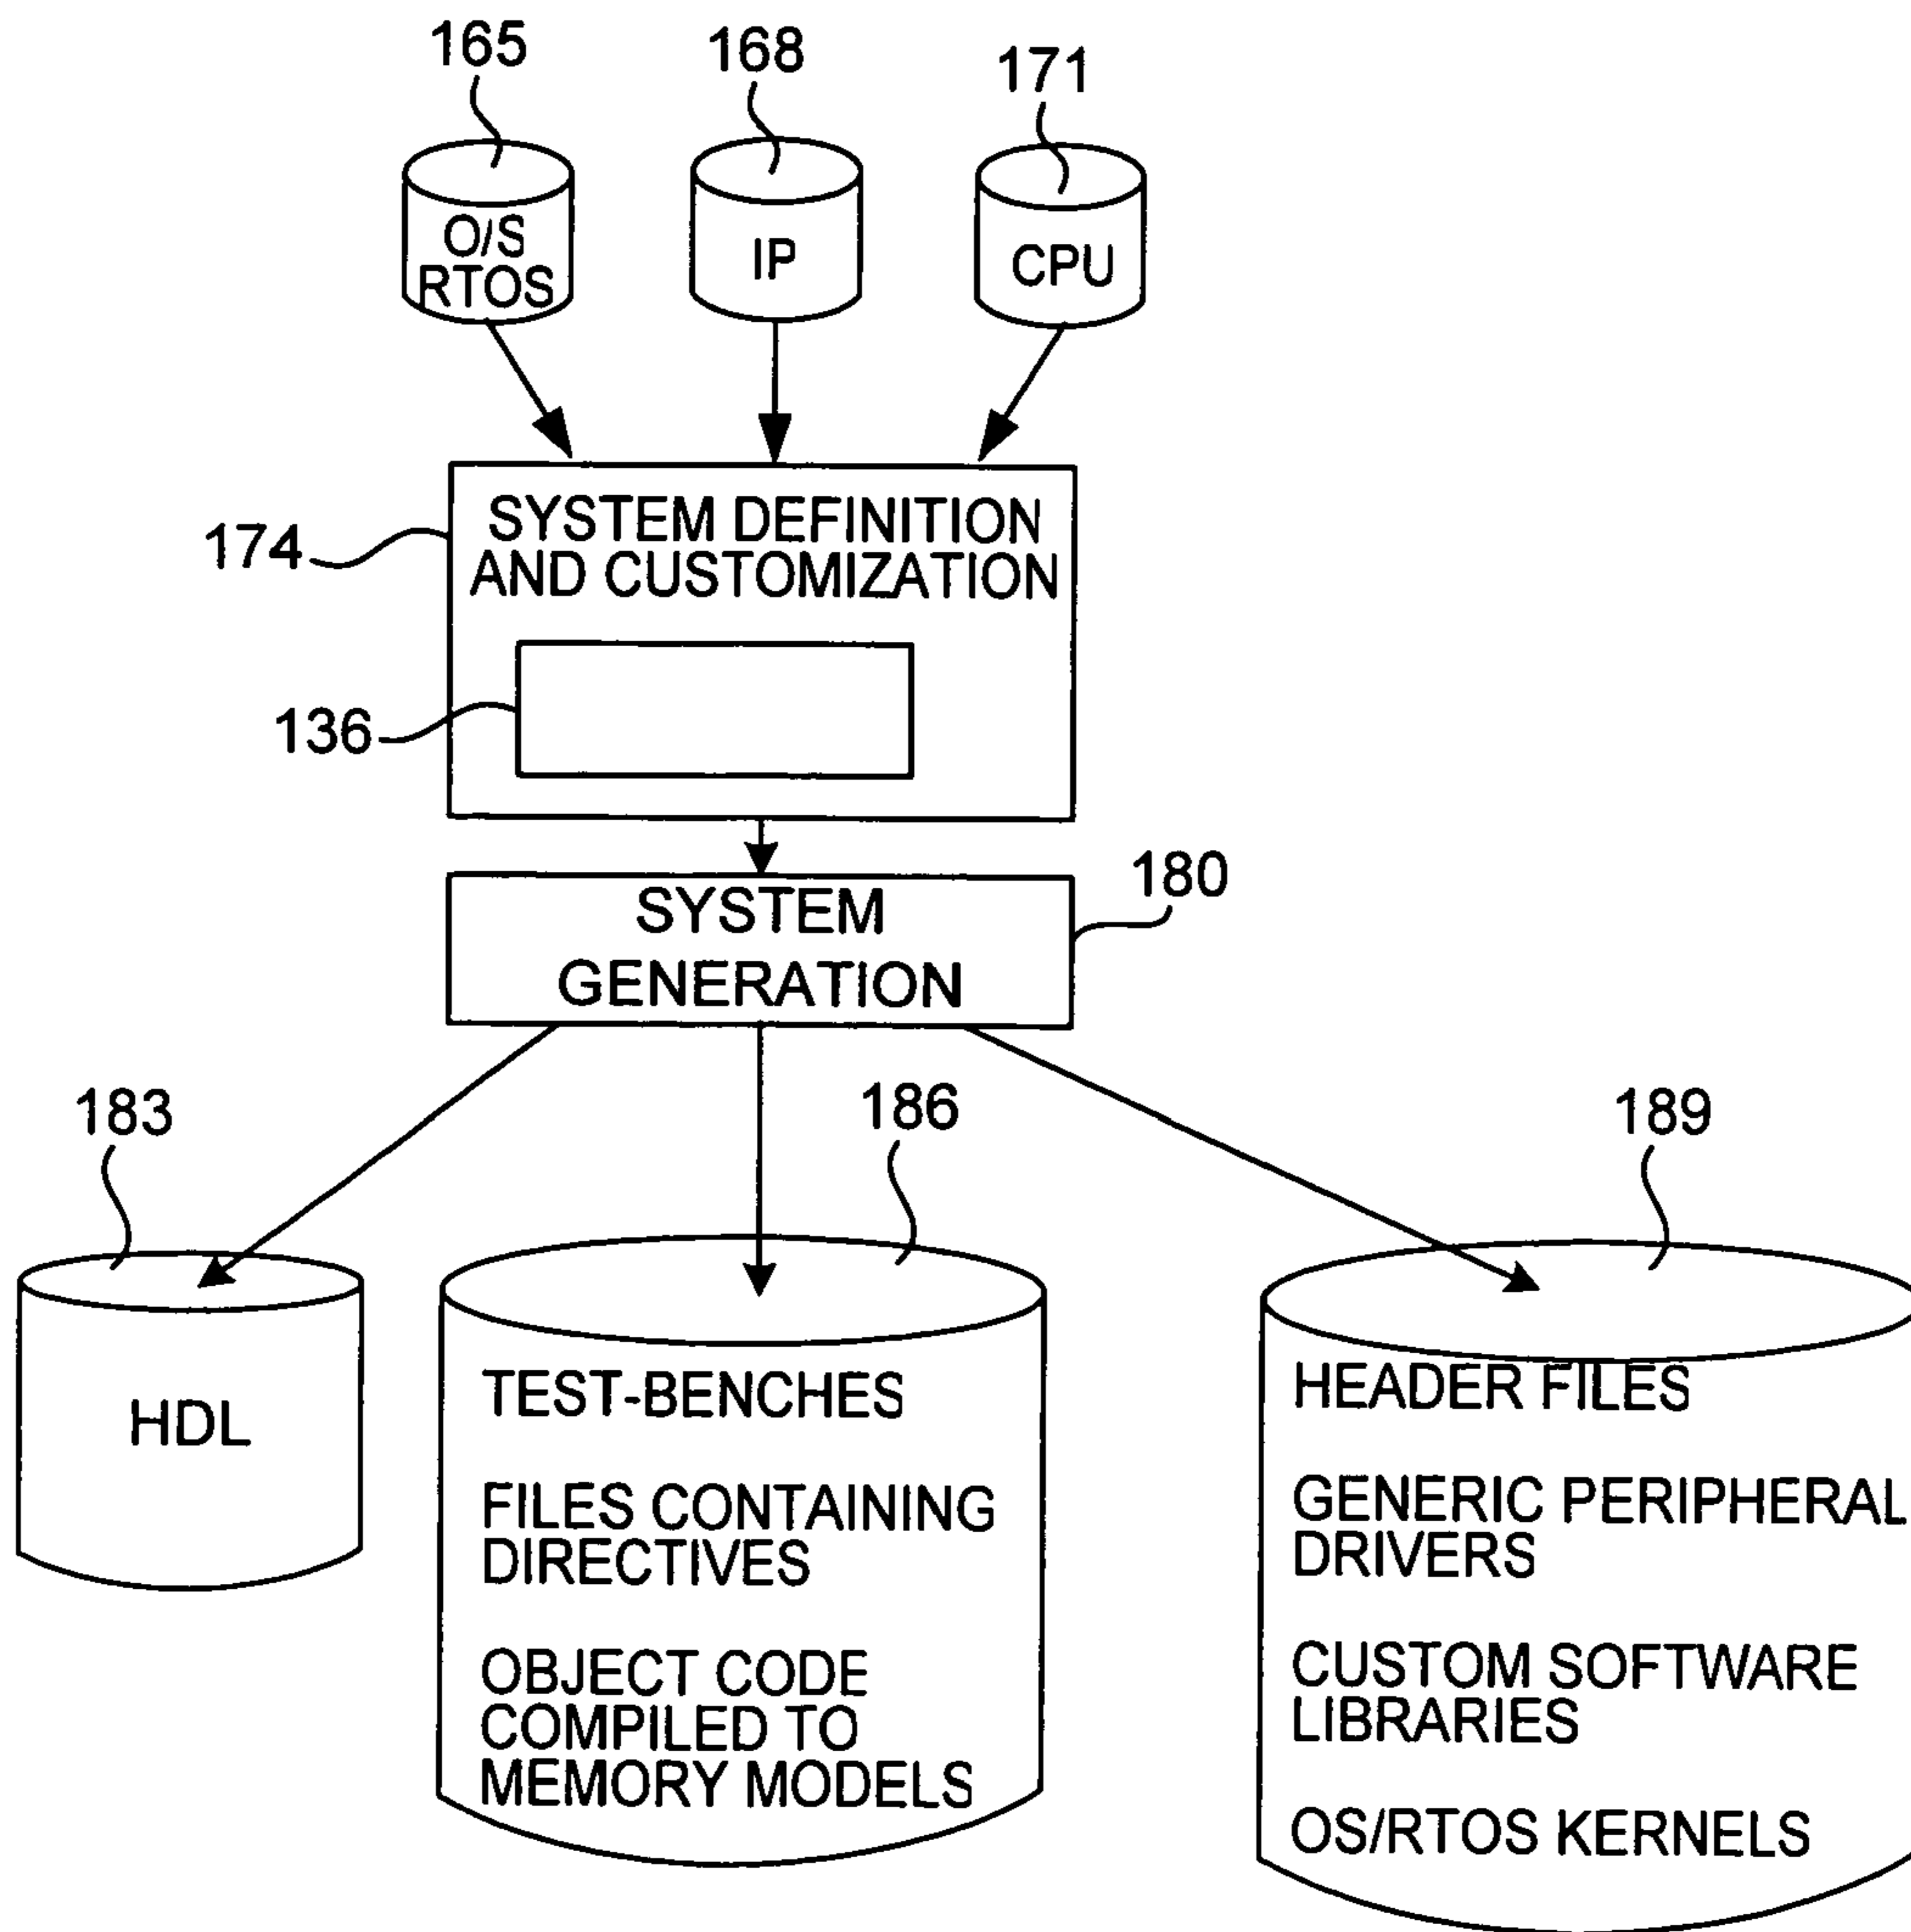 165
168
171
O/S
RTOS
IP
CPU
174
SYSTEM DEFINITION
AND CUSTOMIZATION
136
180
SYSTEM
GENERATION
183
186
189
HDL
TEST-BENCHES
FILES CONTAINING
DIRECTIVES
OBJECT CODE
COMPILED TO
MEMORY MODELS
HEADER FILES
GENERIC PERIPHERAL
DRIVERS
CUSTOM SOFTWARE
LIBRARIES
OS/RTOS KERNELS